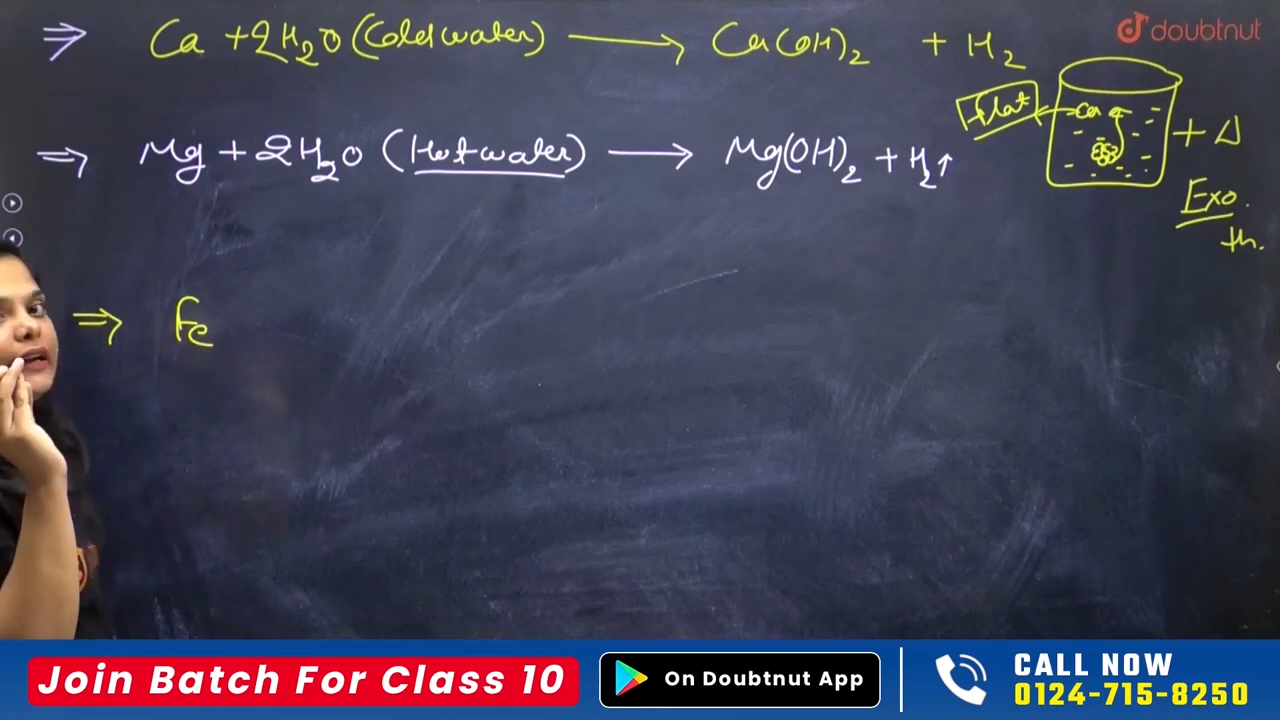 doubtnut
⇒ Ca + 2H₂O (Cold water) ⟶ Ca(OH)₂ + H₂
float ← Ca + Δ
Exo.
th.
⇒ Mg + 2H₂O (Hot water) ⟶ Mg(OH)₂ + H₂↑
⇒ Fe
Join Batch For Class 10
On Doubtnut App
CALL NOW
0124-715-8250